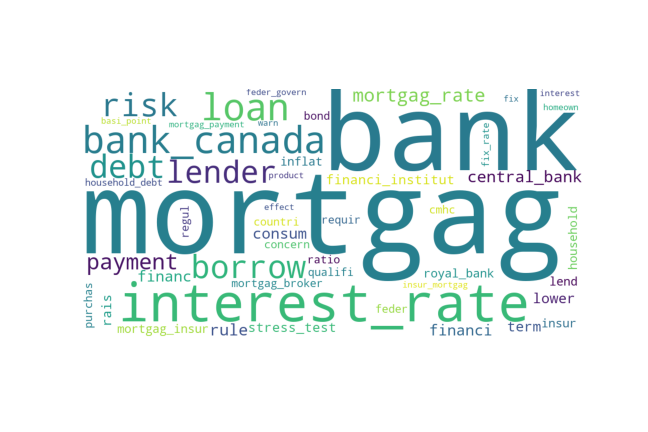 feder_govern
interest
risk
loan
mortgag_rate
fix
homeown
basi_point
mortgag_payment
warn
bond
bank
bank_canada
fix_rate
debt
lender
inflat
household_debt
product
financi_institut
central_bank
mortgag
regul
effect
countri
requir
cmhc
household
consum
concern
payment
borrow
ratio
qualifi
royal_bank
financ
mortgag_broker
insur_mortgag
lend
purchas
rais
interest_rate
feder
lower
mortgag_insur
rule
stress_test
financi
term
insur